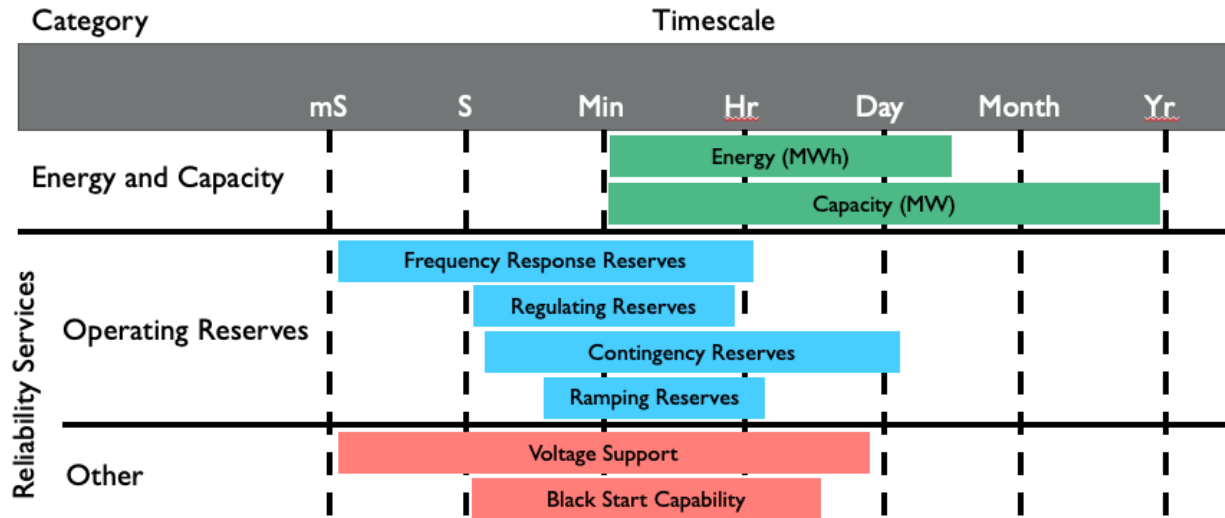 Category
Timescale
mS
S
Min
Hr
Day
Month
Yr
Energy and Capacity
Energy (MWh)
Capacity (MW)
Reliability Services
Operating Reserves
Frequency Response Reserves
Regulating Reserves
Contingency Reserves
Ramping Reserves
Other
Voltage Support
Black Start Capability